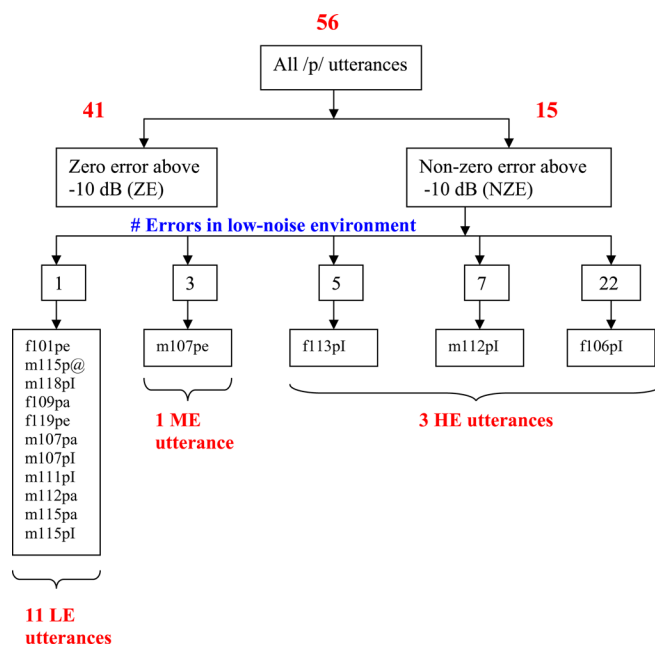 56
All /p/ utterances
41
15
Zero error above
-10 dB (ZE)
Non-zero error above
-10 dB (NZE)
# Errors in low-noise environment
1
3
5
7
22
f101pe
m115p@
m118pI
f109pa
f119pe
m107pa
m107pI
m111pI
m112pa
m115pa
m115pI
m107pe
f113pI
m112pI
f106pI
1 ME
utterance
3 HE utterances
11 LE
utterances